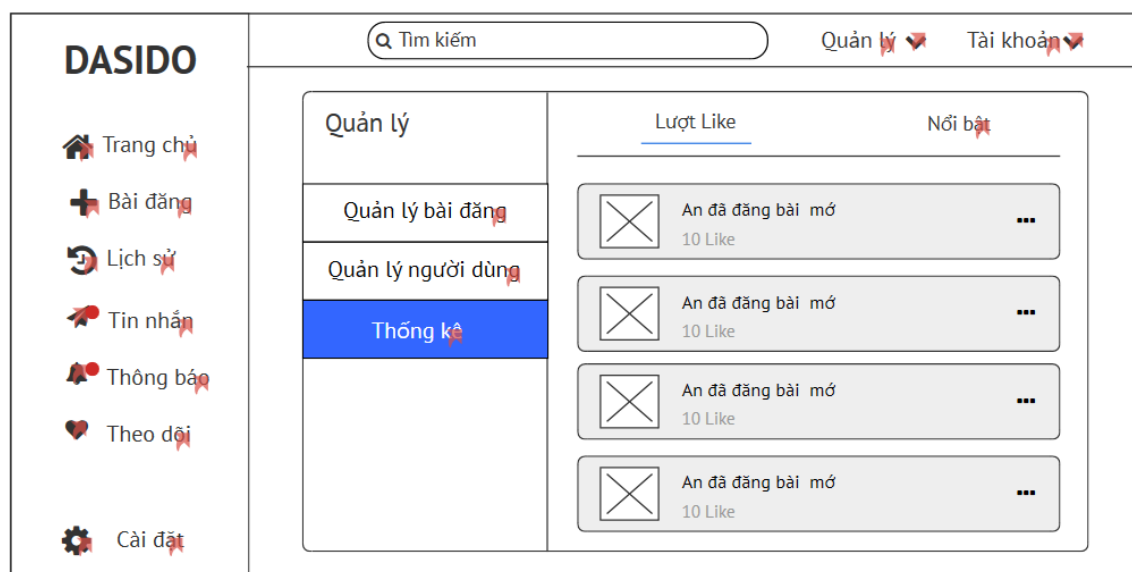 DASIDO
Trang chủ
Bài đăng
Lịch sử
Tin nhắn
Thông báo
Theo dõi
Cài đặt
Tìm kiếm
Quản lý
Tài khoản
Quản lý
Quản lý bài đăng
Quản lý người dùng
Thống kê
Lượt Like
Nổi bật
An đã đăng bài mớ
10 Like
An đã đăng bài mớ
10 Like
An đã đăng bài mớ
10 Like
An đã đăng bài mớ
10 Like